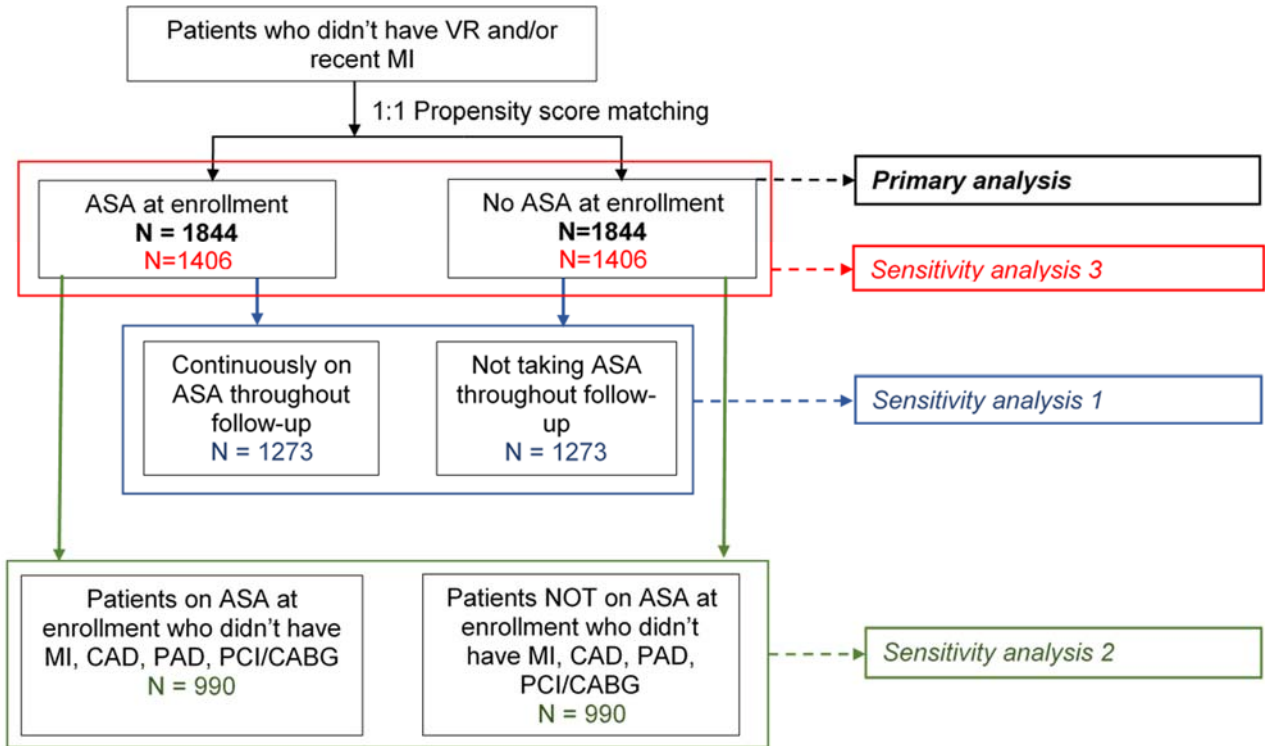 Patients who didn't have VR and/or
recent MI
1:1 Propensity score matching
ASA at enrollment
N = 1844
N=1406
No ASA at enrollment
N=1844
N=1406
Primary analysis
Sensitivity analysis 3
Continuously on
ASA throughout
follow-up
N = 1273
Not taking ASA
throughout follow-
up
N = 1273
Sensitivity analysis 1
Patients on ASA at
enrollment who didn't have
MI, CAD, PAD, PCI/CABG
N = 990
Patients NOT on ASA at
enrollment who didn't
have MI, CAD, PAD,
PCI/CABG
N = 990
Sensitivity analysis 2